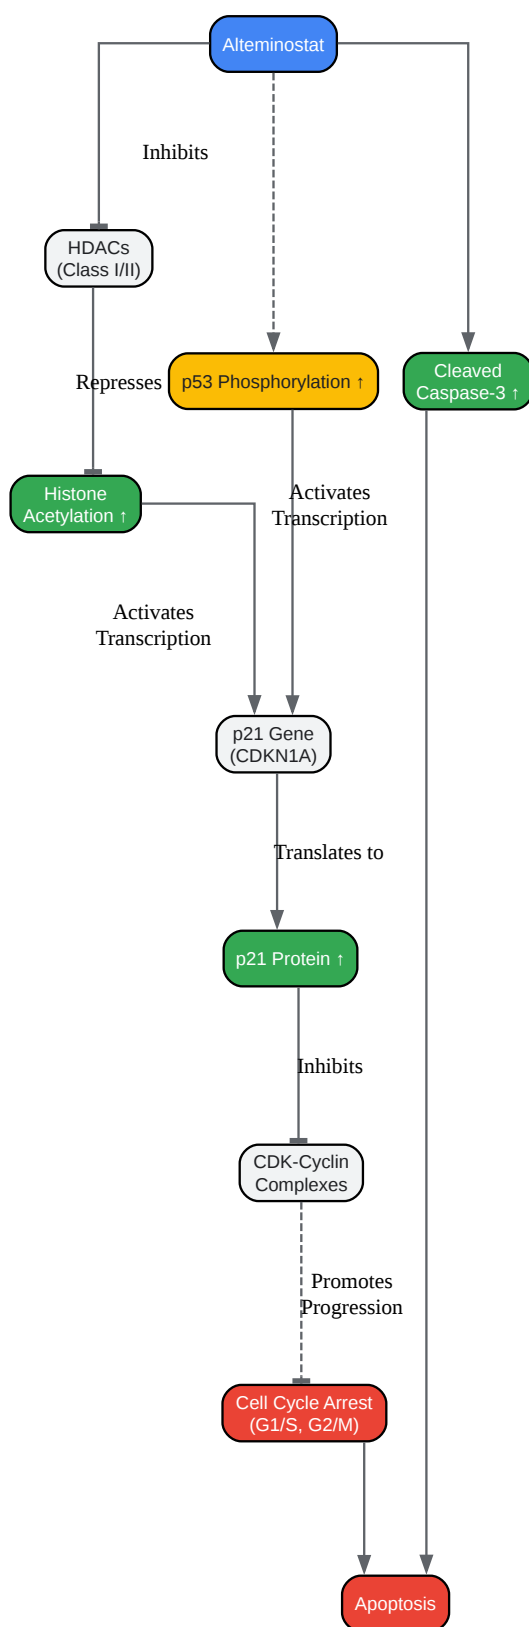 Alteminostat
Inhibits
HDACs
(Class I/II)
Represses
p53 Phosphorylation ↑
Cleaved
Caspase-3 ↑
Histone
Acetylation ↑
Activates
Transcription
Activates
Transcription
p21 Gene
(CDKN1A)
Translates to
p21 Protein ↑
Inhibits
CDK-Cyclin
Complexes
Promotes
Progression
Cell Cycle Arrest
(G1/S, G2/M)
Apoptosis